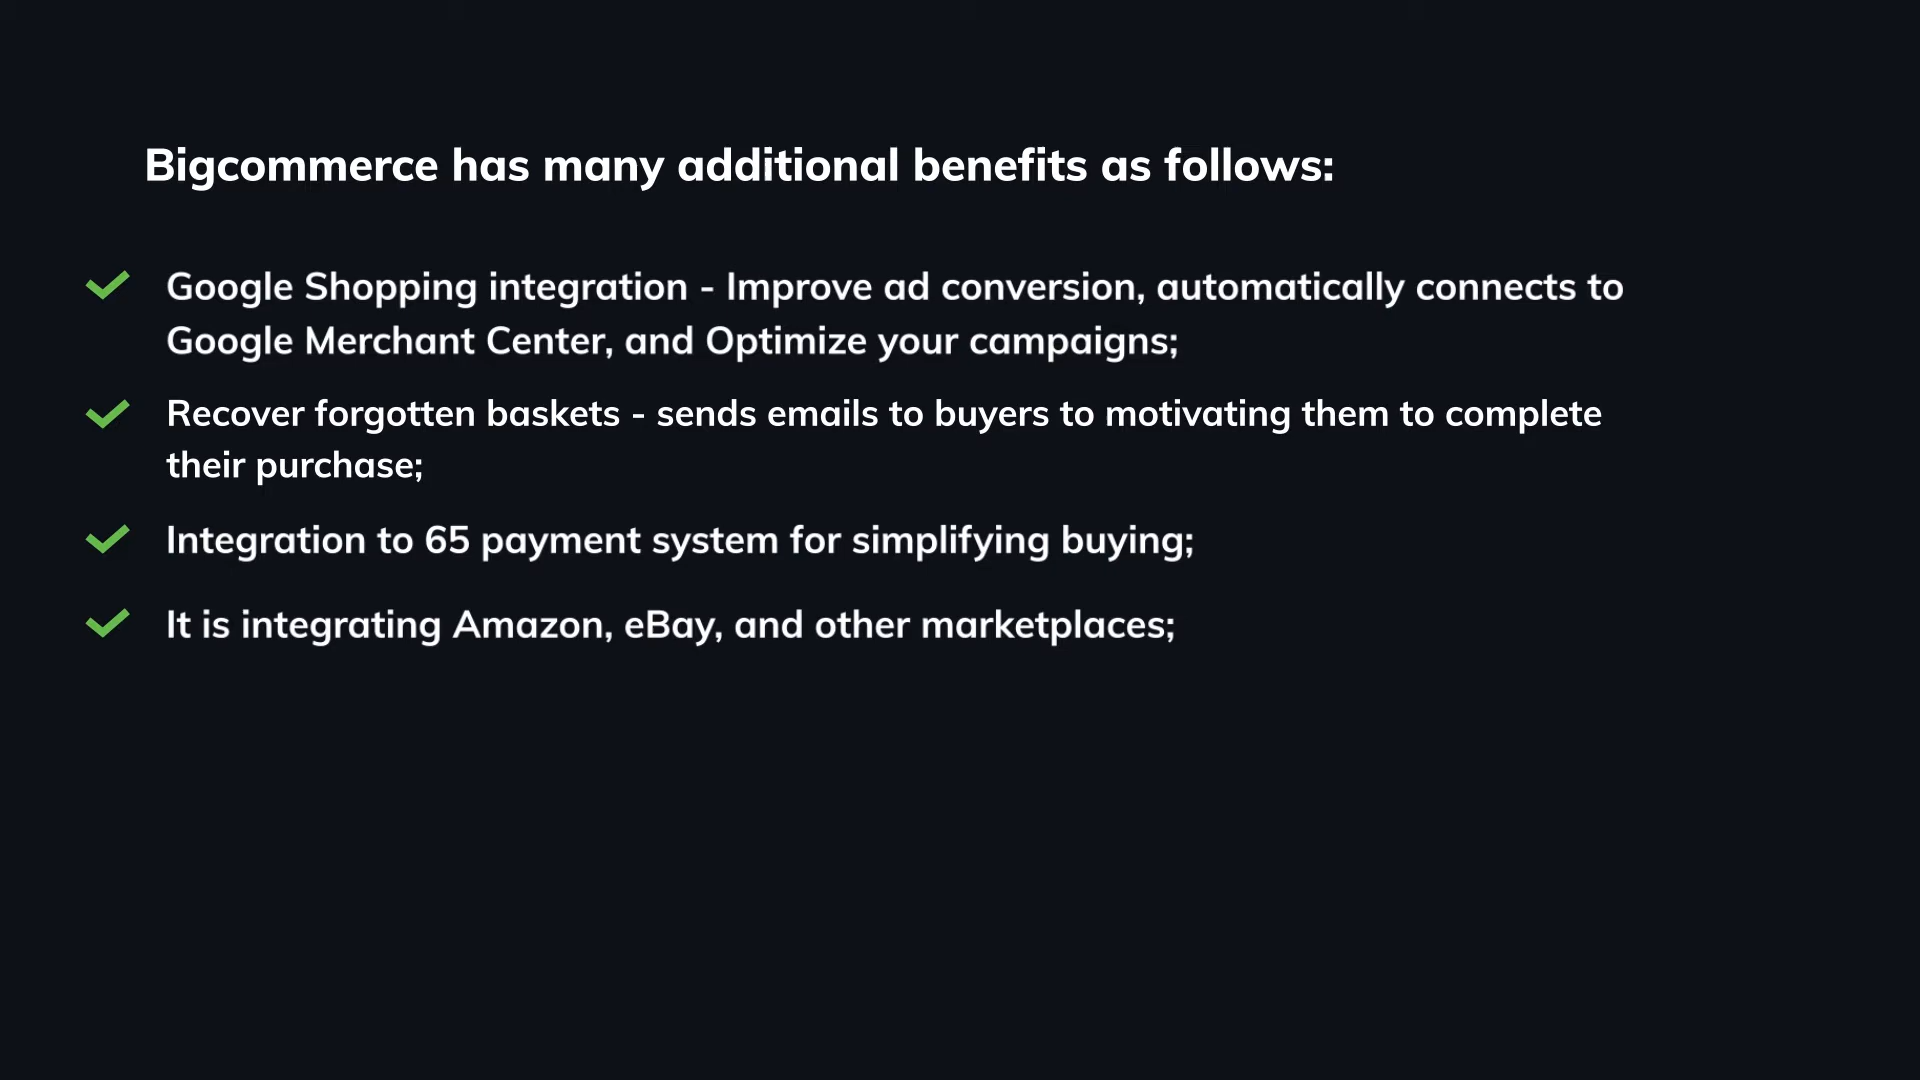 Bigcommerce has many additional benefits as follows:
Google Shopping integration - Improve ad conversion, automatically connects to
Google Merchant Center, and Optimize your campaigns;
Recover forgotten baskets - sends emails to buyers to motivating them to complete
their purchase;
Integration to 65 payment system for simplifying buying;
It is integrating Amazon, eBay, and other marketplaces;